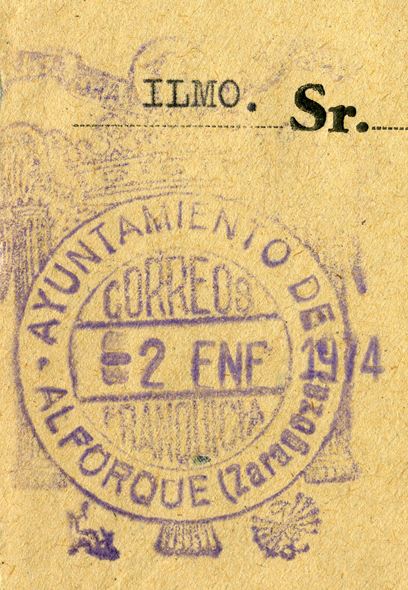 ILMO. Sr.
AYUNTAMIENTO DE
CORREOS
-2 ENE 1974
FRANQUICIA
ALFORQUE (Zaragoza)